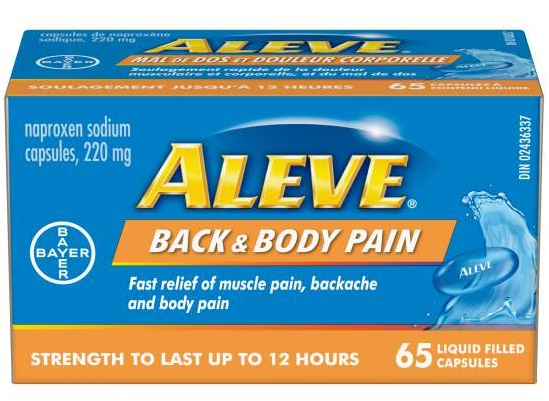 capsules de naproxène
sodique, 220 mg
ALEVE
MAL DE DOS ET DOULEUR CORPORELLE
Soulagement rapide de la douleur
musculaire et corporelle, et du mal de dos
BAYER
BAYER
SOULAGEMENT JUSQU'À 12 HEURES
65 CAPSULES À
CONTENU LIQUIDE
naproxen sodium
capsules, 220 mg
ALEVE®
BACK & BODY PAIN
BAYER
BAYER
Fast relief of muscle pain, backache
and body pain
ALEVE
DIN 02436337
STRENGTH TO LAST UP TO 12 HOURS
65 LIQUID FILLED
CAPSULES